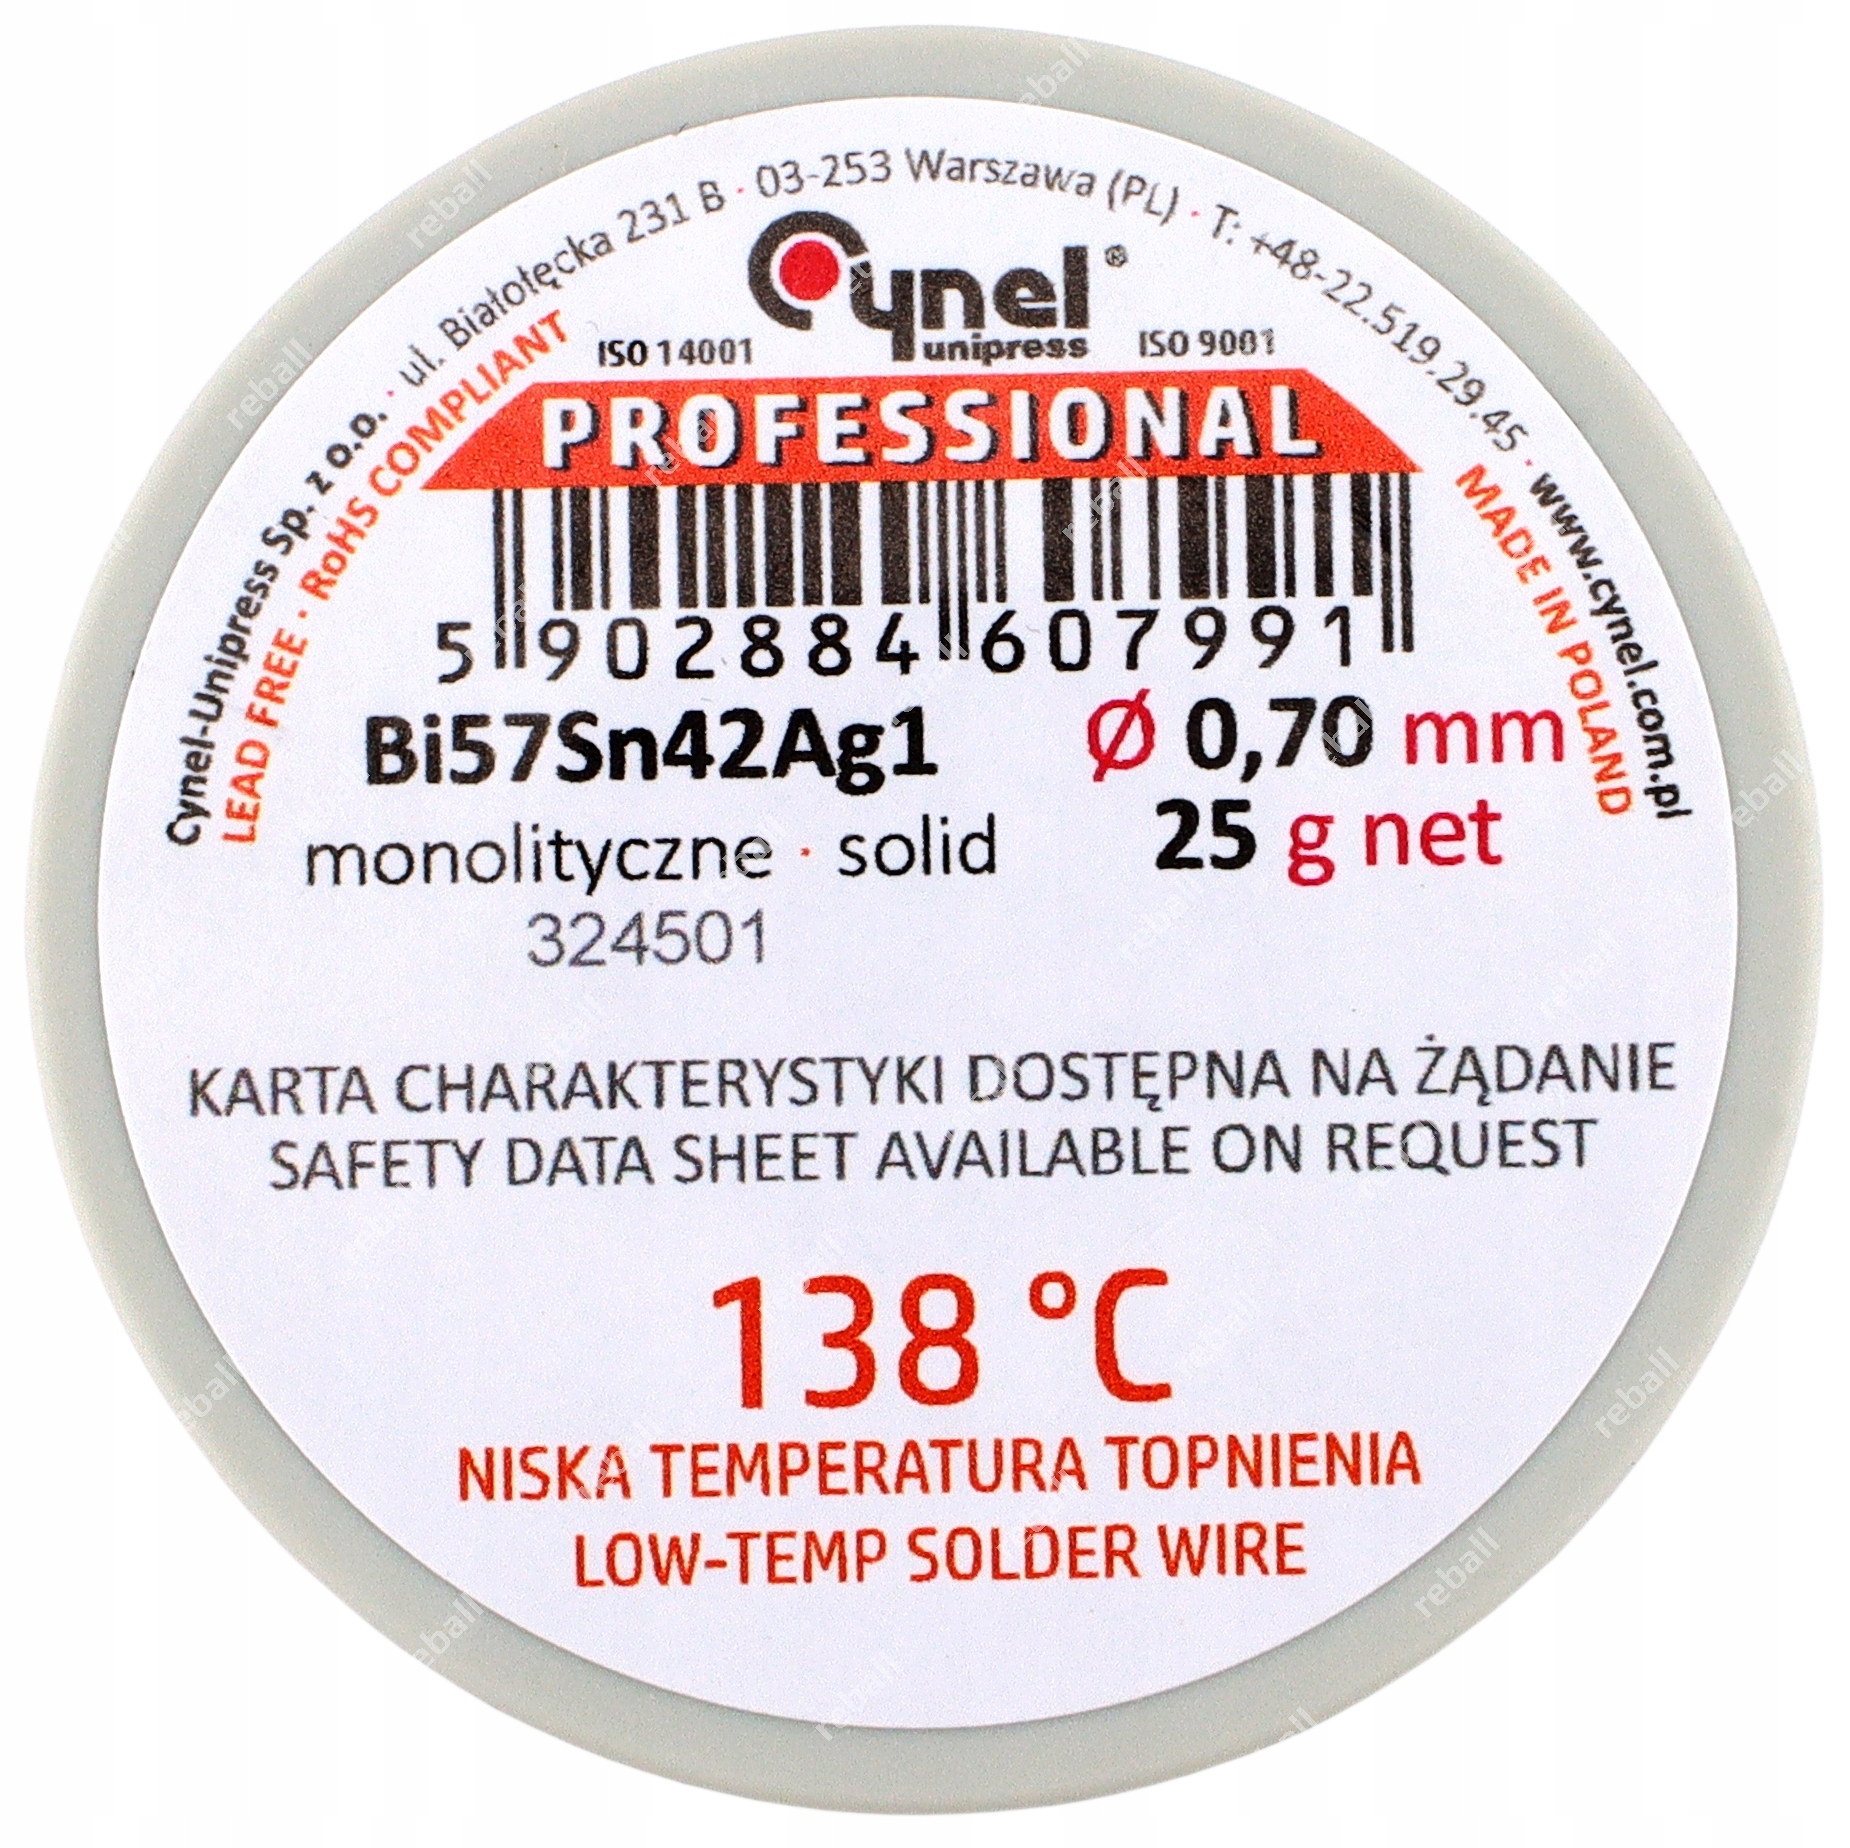 Cynel-Unipress Sp. z o.o. · ul. Białołęcka 231 B · 03-253 Warszawa (PL) · T: +48-22.519.29.45 · www.cynel.com.pl
LEAD FREE · RoHS COMPLIANT
MADE IN POLAND
Cynel®
unipress
ISO 14001
ISO 9001
PROFESSIONAL
5 902884 607991
Bi57Sn42Ag1 Ø 0,70 mm
monolityczne · solid 25 g net
324501
KARTA CHARAKTERYSTYKI DOSTĘPNA NA ŻĄDANIE
SAFETY DATA SHEET AVAILABLE ON REQUEST
138 °C
NISKA TEMPERATURA TOPNIENIA
LOW-TEMP SOLDER WIRE
reball